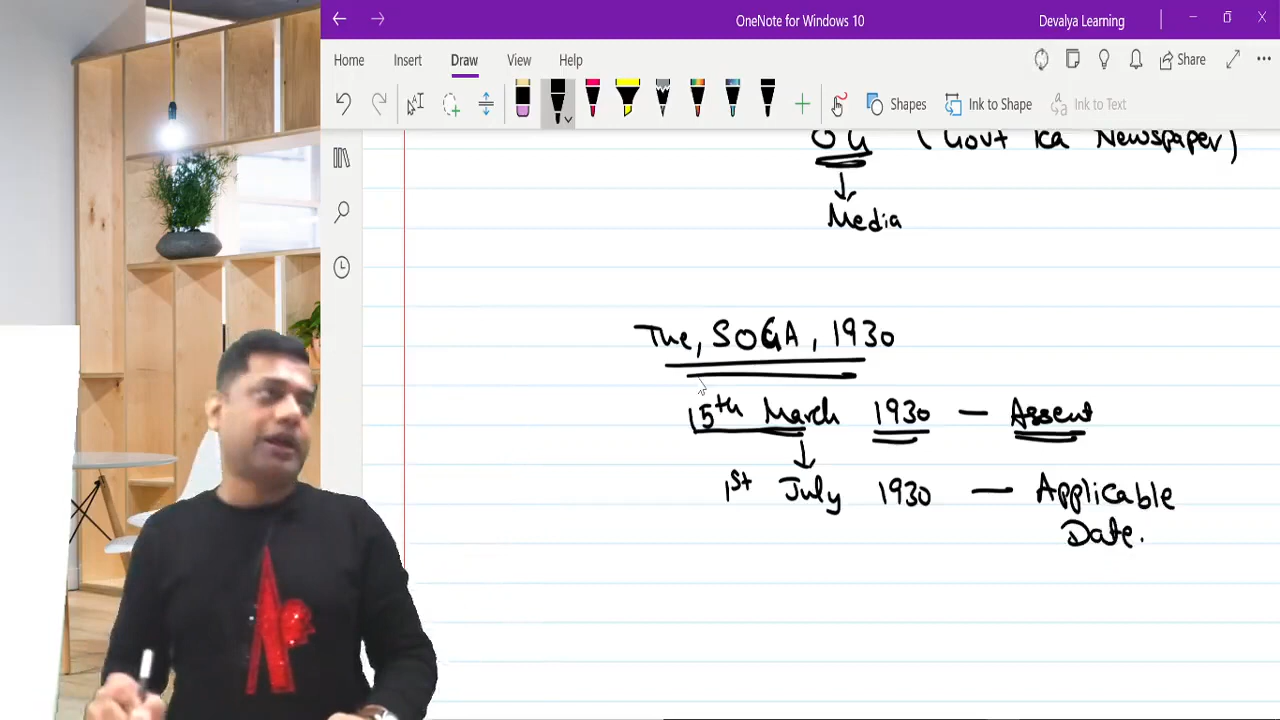 OneNote for Windows 10
Devalya Learning
Home Insert Draw View Help
Share
Shapes
Ink to Shape
Ink to Text
OG (Govt ka Newspaper)
Media
The, SOGA, 1930
15th March 1930 — Assent
1st July 1930 — Applicable
Date.